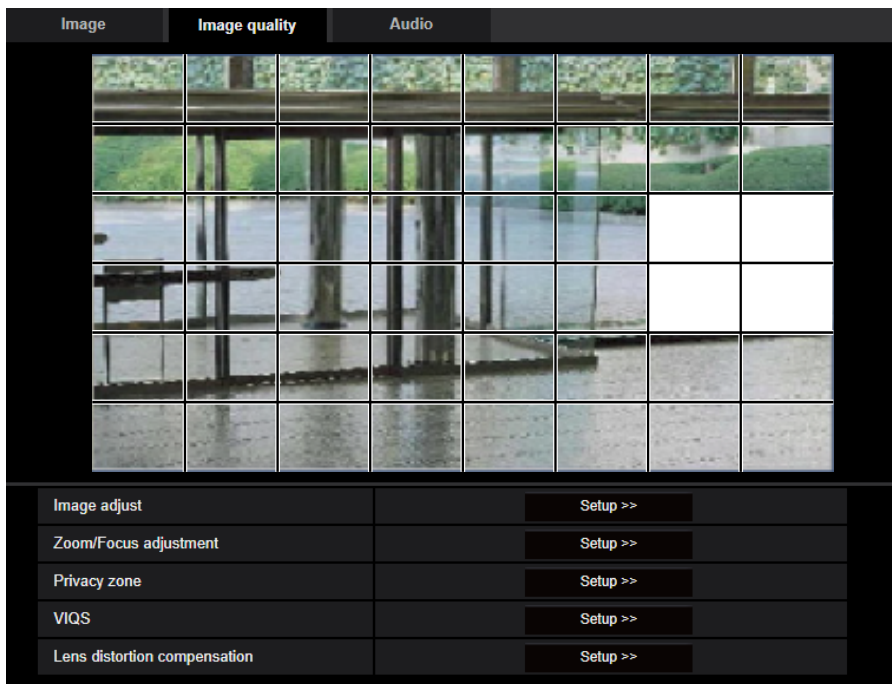 Image Image quality Audio
Image adjust Setup >>
Zoom/Focus adjustment Setup >>
Privacy zone Setup >>
VIQS Setup >>
Lens distortion compensation Setup >>